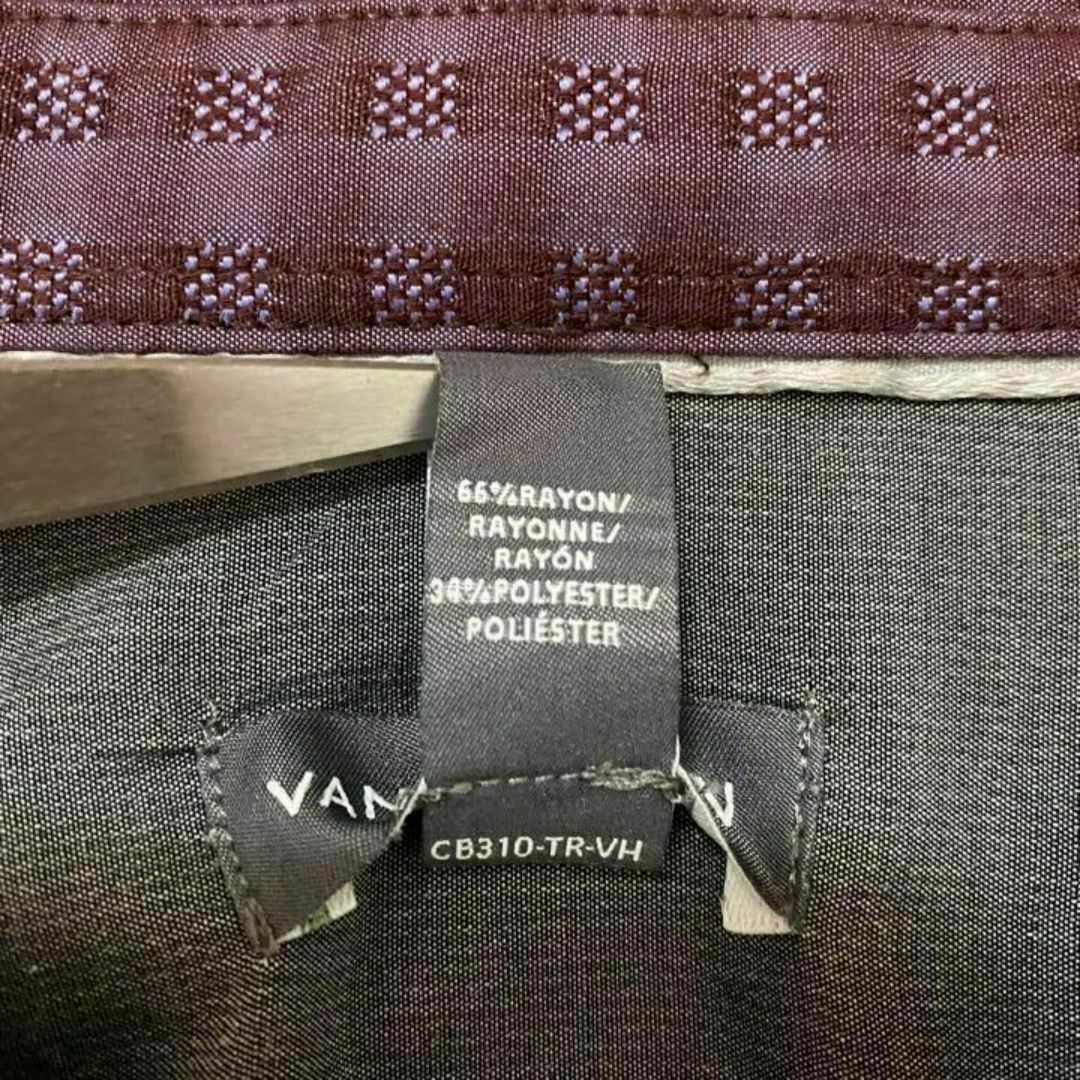 66%RAYON/
RAYONNE/
RAYÓN
34%POLYESTER/
POLIÉSTER
CB310-TR-VH